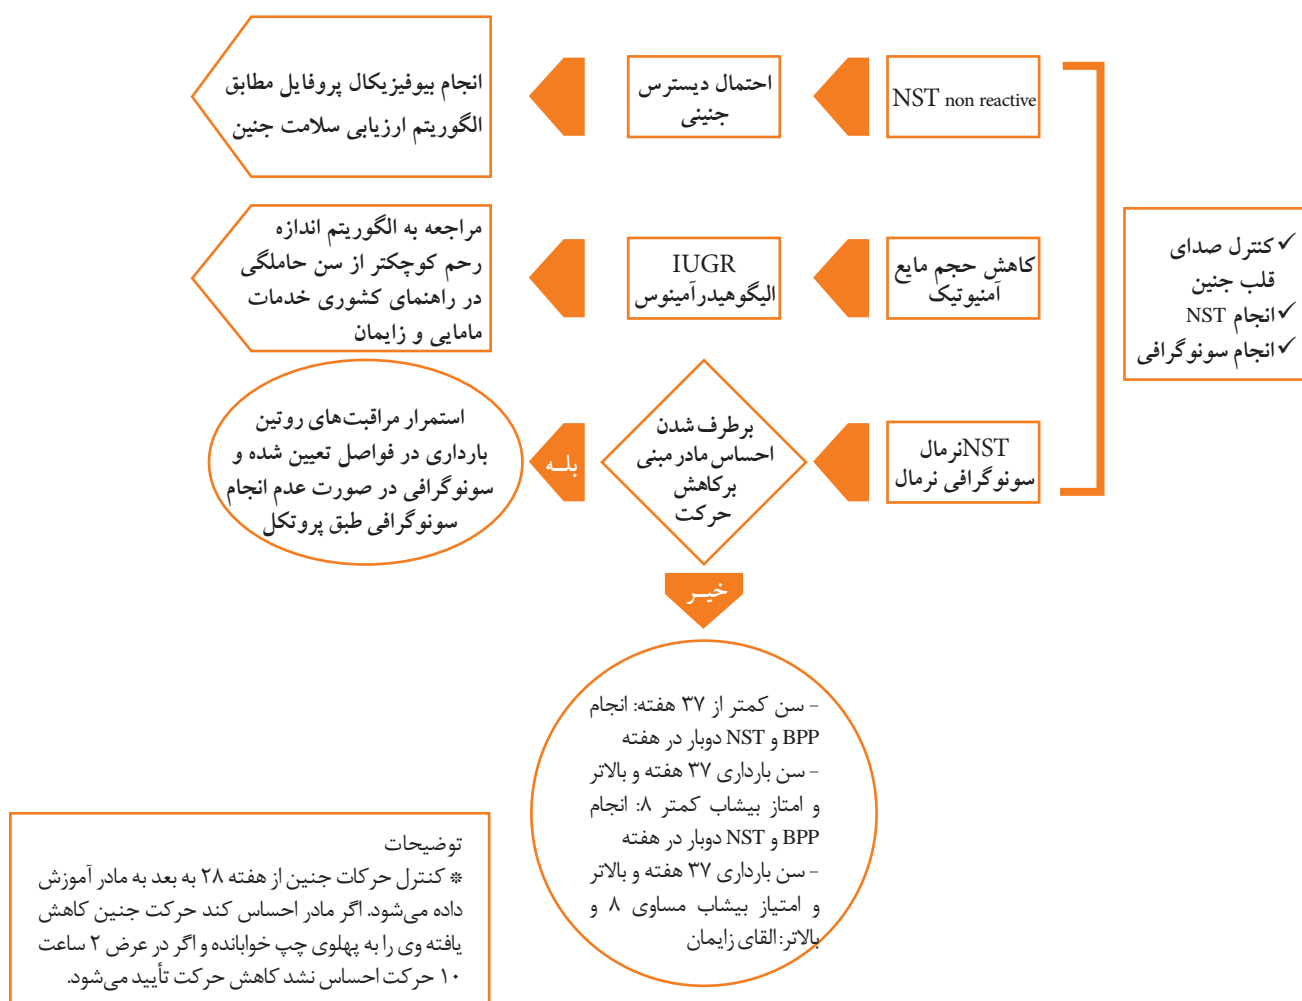 ✓کنترل صدای
قلب جنین
✓انجام NST
✓انجام سونوگرافی
NST non reactive
احتمال دیسترس
جنینی
انجام بیوفیزیکال پروفایل مطابق
الگوریتم ارزیابی سلامت جنین
کاهش حجم مایع
آمنیوتیک
IUGR
الیگوهیدرآمینوس
مراجعه به الگوریتم اندازه
رحم کوچکتر از سن حاملگی
در راهنمای کشوری خدمات
مامایی و زایمان
NSTنرمال
سونوگرافی نرمال
برطرف شدن
احساس مادر مبنی
برکاهش
حرکت
بلـه
استمرار مراقبت‌های روتین
بارداری در فواصل تعیین شده و
سونوگرافی در صورت عدم انجام
سونوگرافی طبق پروتکل
خیـر
- سن کمتر از ۳۷ هفته: انجام
BPP و NST دوبار در هفته
- سن بارداری ۳۷ هفته و بالاتر
و امتاز بیشاب کمتر ۸: انجام
BPP و NST دوبار در هفته
- سن بارداری ۳۷ هفته و بالاتر
و امتیاز بیشاب مساوی ۸ و
بالاتر: القای زایمان
توضیحات
* کنترل حرکات جنین از هفته ۲۸ به بعد به مادر آموزش
داده می‌شود. اگر مادر احساس کند حرکت جنین کاهش
یافته وی را به پهلوی چپ خوابانده و اگر در عرض ۲ ساعت
۱۰ حرکت احساس نشد کاهش حرکت تأیید می‌شود.